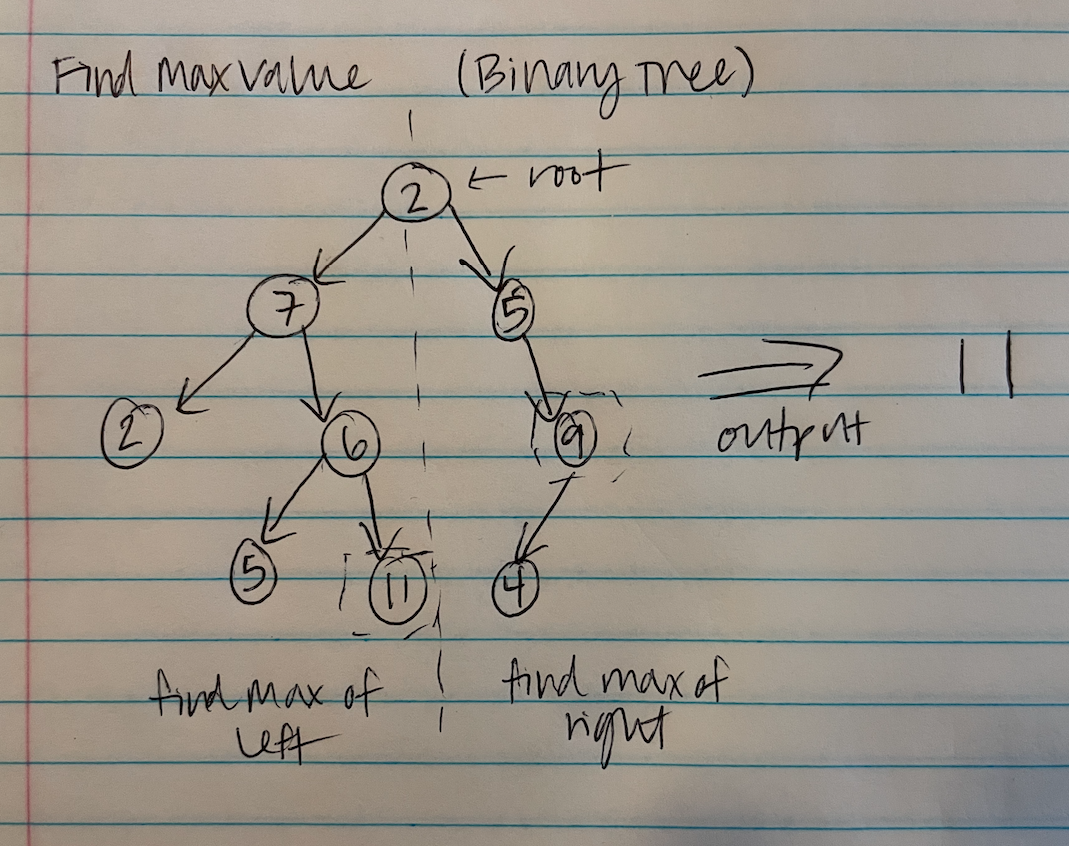 Find max value (Binary Tree)
2 ← root
7 5
2 6 9
5 11 4
output 11
find max of left
find max of right